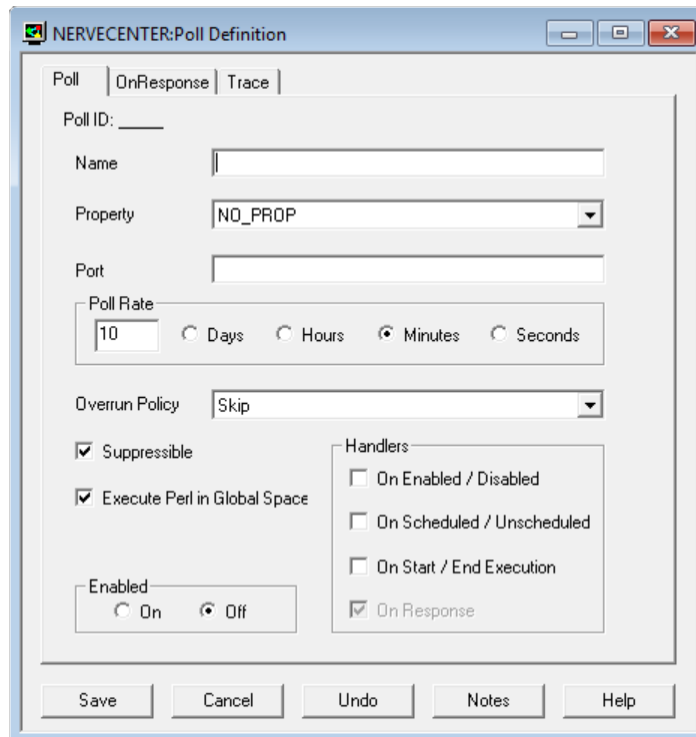 NERVECENTER:Poll Definition
Poll OnResponse Trace
Poll ID: _____
Name
Property NO_PROP
Port
Poll Rate
10 Days Hours Minutes Seconds
Overrun Policy Skip
Suppressible
Execute Perl in Global Space
Handlers
On Enabled / Disabled
On Scheduled / Unscheduled
On Start / End Execution
On Response
Enabled
On Off
Save Cancel Undo Notes Help